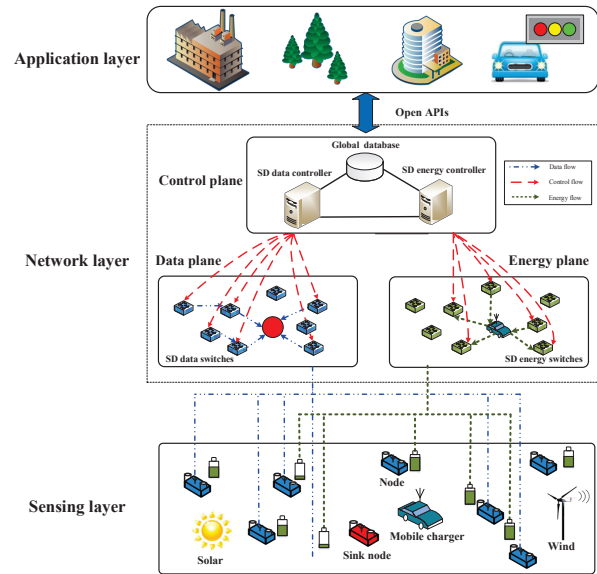 Application layer
Open APIs
Global database
SD data controller
SD energy controller
Control plane
Data flow
Control flow
Energy flow
Network layer
Data plane
Energy plane
SD data switches
SD energy switches
Node
Sensing layer
Solar
Sink node
Mobile charger
Wind